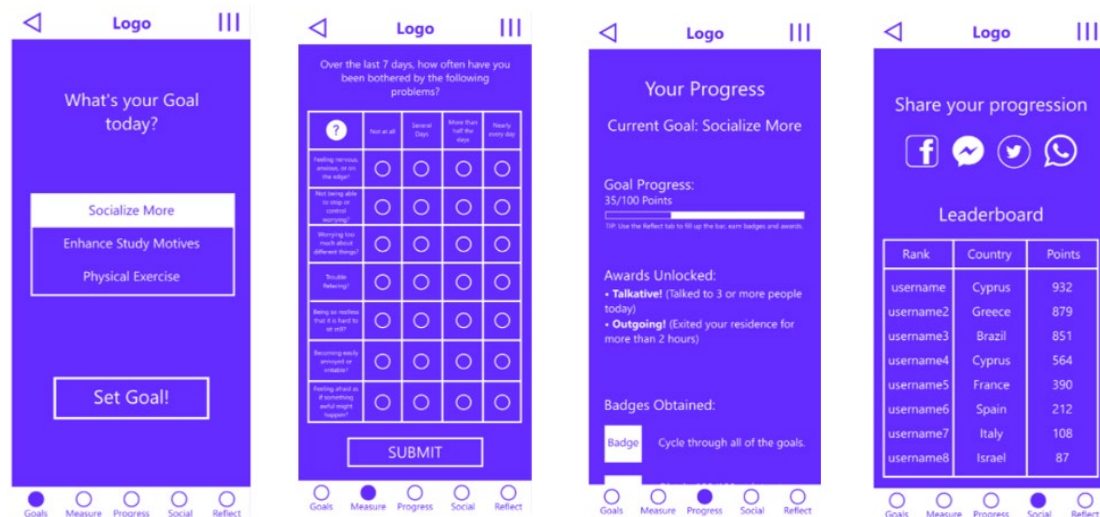 Logo
What's your Goal
today?
Socialize More
Enhance Study Motives
Physical Exercise
Set Goal!
Goals Measure Progress Social Reflect
Logo
Over the last 7 days, how often have you
been bothered by the following
problems?
? Not at all Several Days More than half the days Nearly every day
Feeling nervous,
anxious, or on
the edge?
Not being able
to stop or
control
worrying?
Worrying too
much about
different things?
Trouble
Relaxing?
Being so restless
that it is hard to
sit still?
Becoming easily
annoyed or
irritable?
Feeling afraid as
if something
awful might
happen?
SUBMIT
Goals Measure Progress Social Reflect
Logo
Your Progress
Current Goal: Socialize More
Goal Progress:
35/100 Points
TIP: Use the Reflect tab to fill up the bar, earn badges and awards.
Awards Unlocked:
• Talkative! (Talked to 3 or more people
today)
• Outgoing! (Exited your residence for
more than 2 hours)
Badges Obtained:
Badge Cycle through all of the goals.
Goals Measure Progress Social Reflect
Logo
Share your progression
Leaderboard
Rank Country Points
username Cyprus 932
username2 Greece 879
username3 Brazil 851
username4 Cyprus 564
username5 France 390
username6 Spain 212
username7 Italy 108
username8 Israel 87
Goals Measure Progress Social Reflect